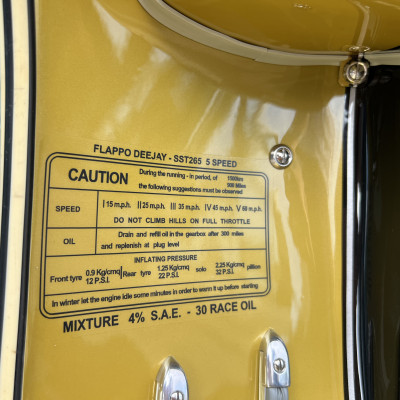 FLAPPO DEEJAY - SST265 5 SPEED
CAUTION During the running - in period, of 1500km 900 Miles
the following suggestions must be observed
SPEED I 15 m.p.h. II 25 m.p.h. III 35 m.p.h. IV 45 m.p.h. V 60 m.p.h.
DO NOT CLIMB HILLS ON FULL THROTTLE
OIL Drain and refill oil in the gearbox after 300 miles
and replenish at plug level
INFLATING PRESSURE
Front tyre 0.9 Kg/cmq 12 P.S.I. Rear tyre 1,25 Kg/cmq 22 P.S.I. solo 2,25 Kg/cmq 32 P.S.I. pillion
In winter let the engine idle some minutes in order to warm it up before starting
MIXTURE 4% S.A.E. - 30 RACE OIL